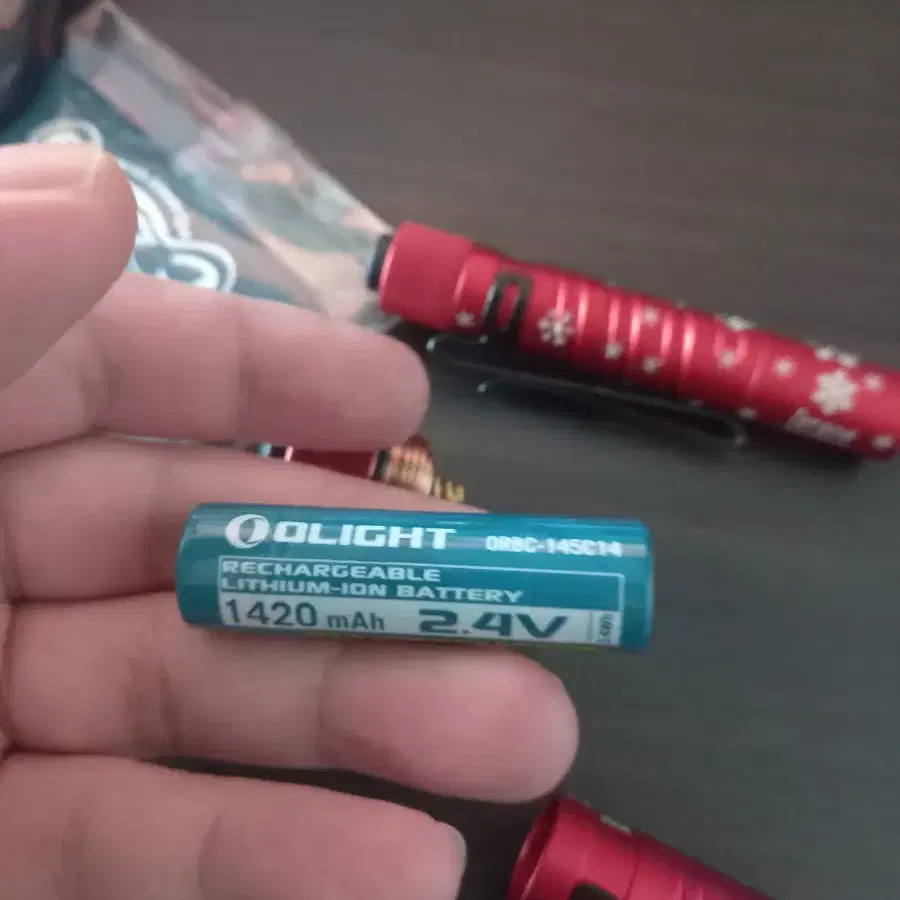 OLIGHT ORBC-145C14
RECHARGEABLE
LITHIUM-ION BATTERY
1420 mAh 2.4V